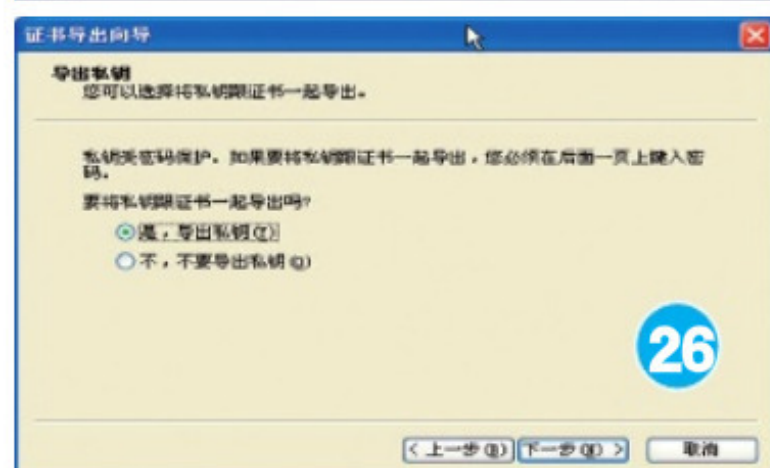 证书导出向导
导出私钥
您可以选择将私钥跟证书一起导出。
私钥受密码保护。如果要将私钥跟证书一起导出，您必须在后面一页上键入密
码。
要将私钥跟证书一起导出吗?
是，导出私钥(Y)
不，不要导出私钥(O)
26
< 上一步(B) 下一步(N) > 取消